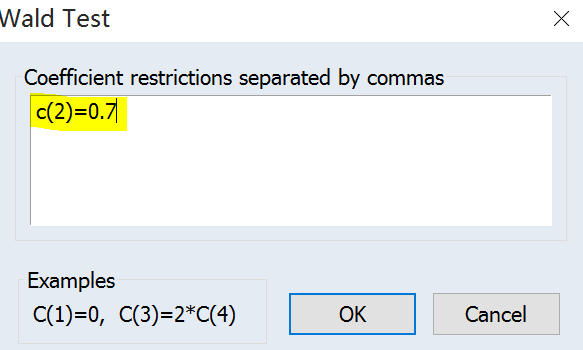 Wald Test
Coefficient restrictions separated by commas
c(2)=0.7
Examples
C(1)=0, C(3)=2*C(4)
OK
Cancel